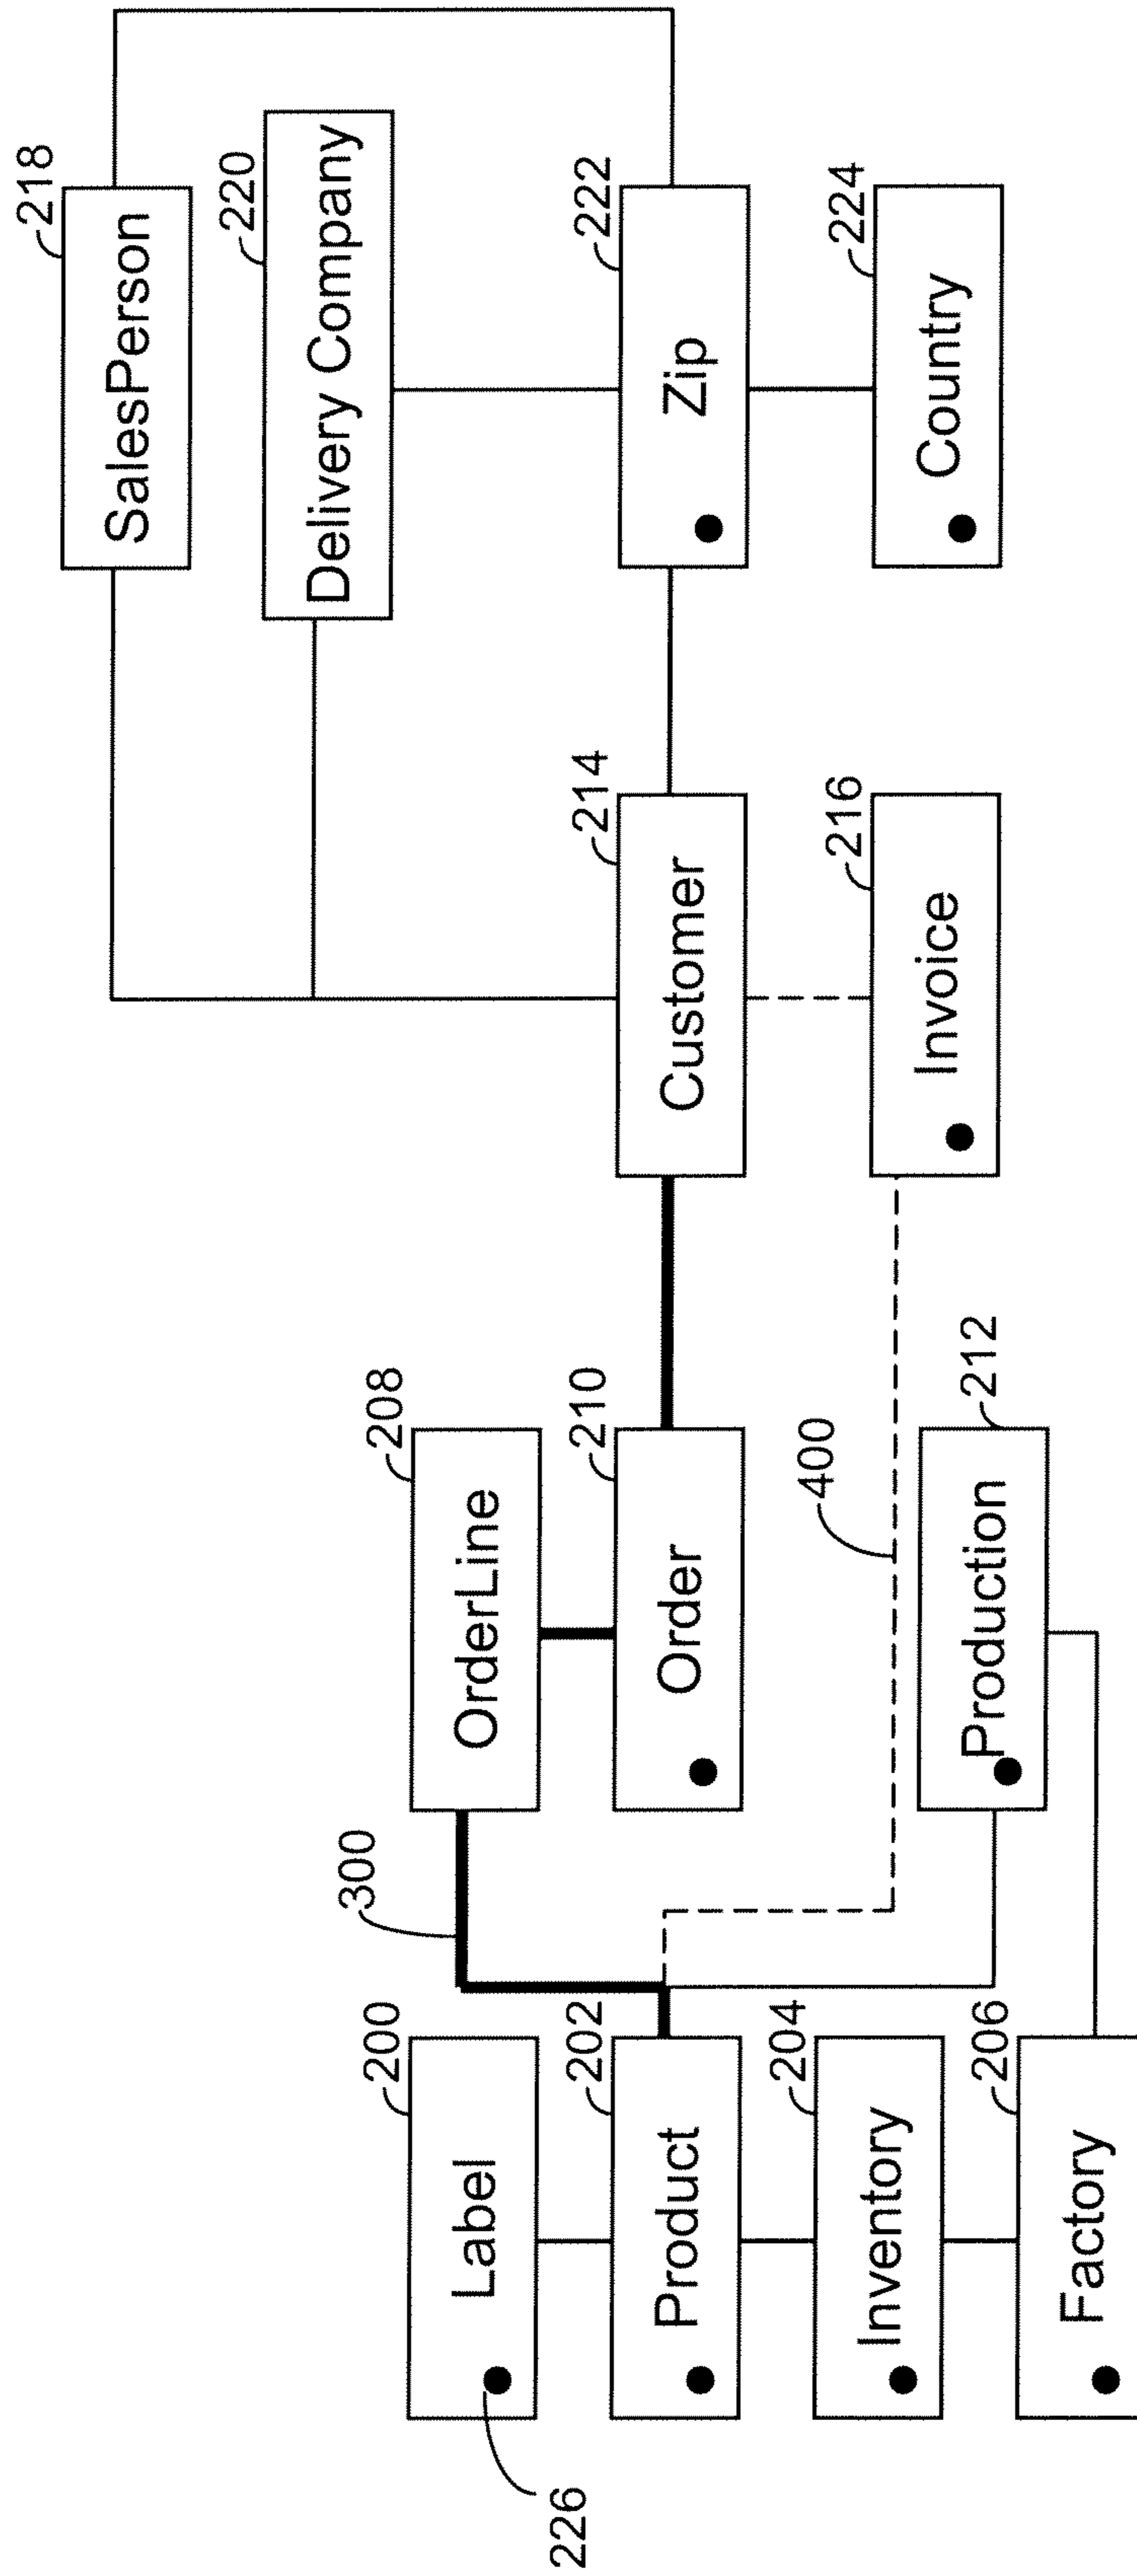 218
SalesPerson
220
Delivery Company
208
OrderLine
300
200
Label
226
214
Customer
222
Zip
210
Order
202
Product
216
Invoice
224
Country
400
204
Inventory
212
Production
206
Factory